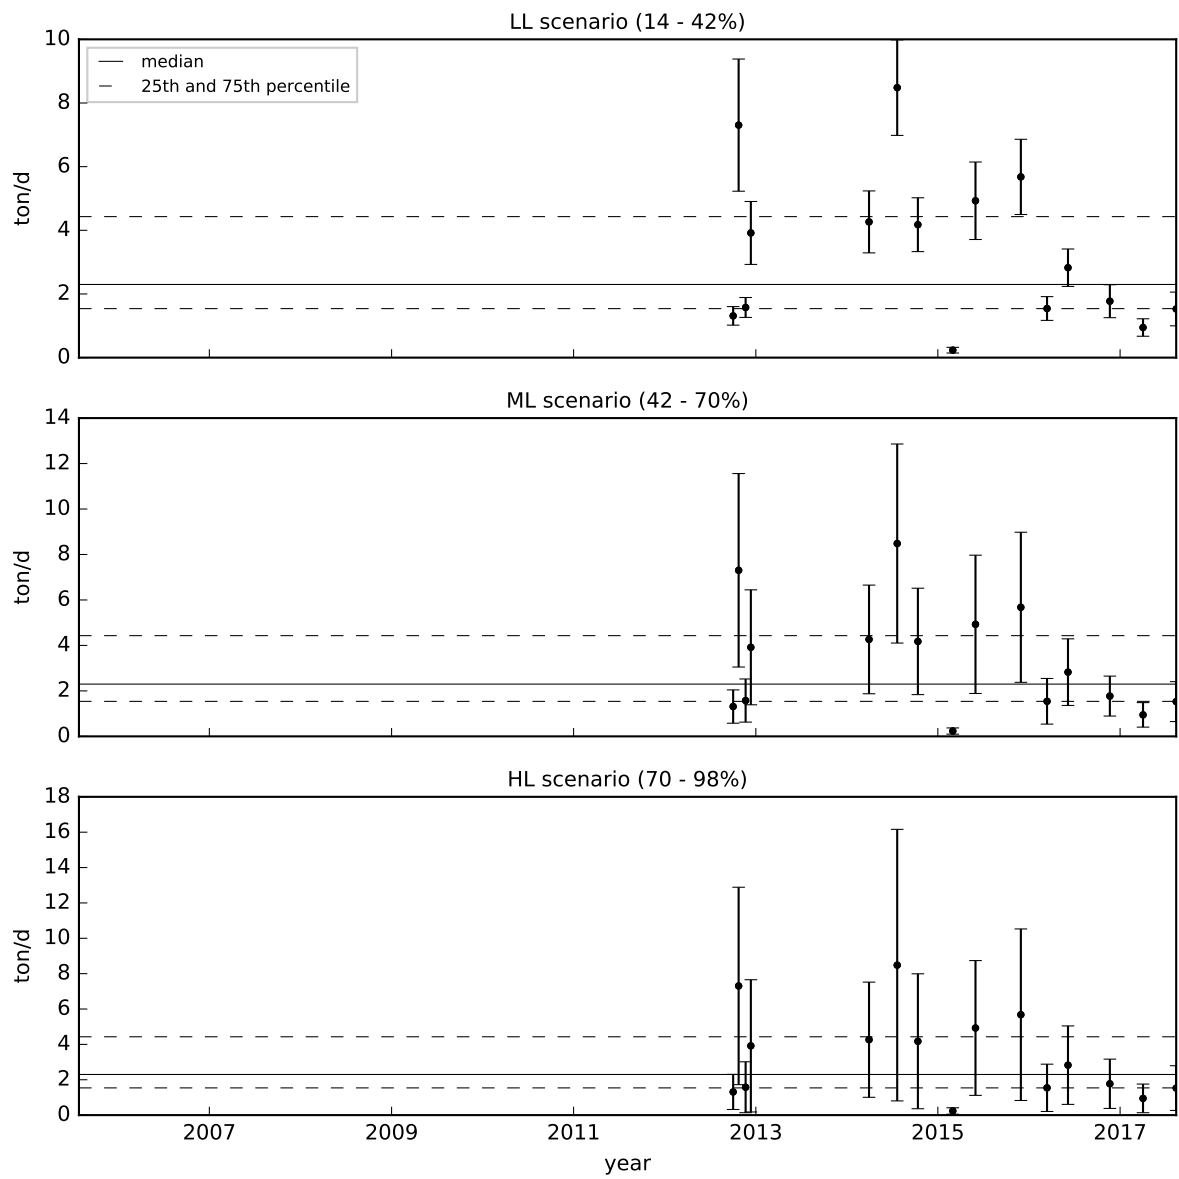 LL scenario (14 - 42%)
10
8
6
4
2
0
ton/d
median
25th and 75th percentile
ML scenario (42 - 70%)
14
12
10
8
6
4
2
0
ton/d
HL scenario (70 - 98%)
18
16
14
12
10
8
6
4
2
0
ton/d
2007 2009 2011 2013 2015 2017
year